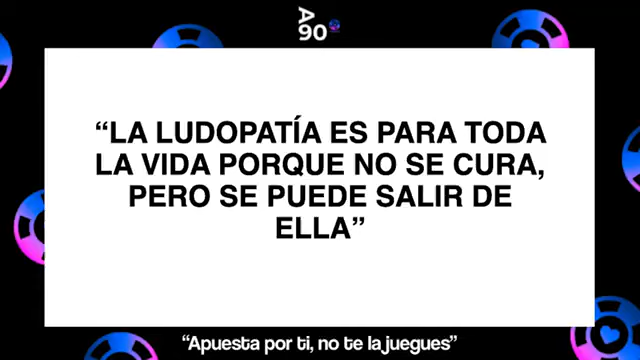 A
90
“LA LUDOPATÍA ES PARA TODA
LA VIDA PORQUE NO SE CURA,
PERO SE PUEDE SALIR DE
ELLA”
“Apuesta por ti, no te la juegues”